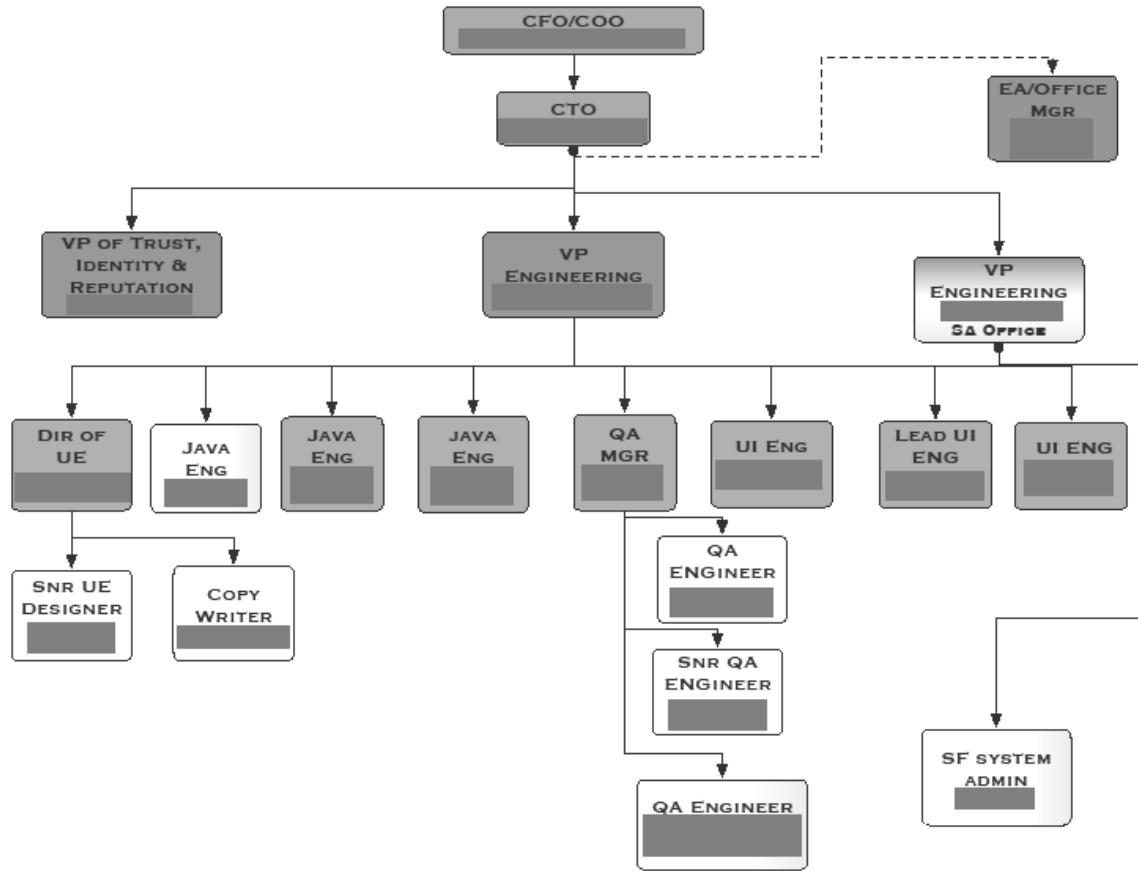 CFO/COO
CTO
EA/Office
Mgr
VP of Trust,
Identity &
Reputation
VP
Engineering
VP
Engineering
SA Office
Dir of
UE
Java
Eng
Java
Eng
Java
Eng
QA
MGR
UI Eng
Lead UI
ENG
UI ENG
Snr UE
Designer
Copy
Writer
QA
ENGineer
Snr QA
ENGineer
QA Engineer
SF system
admin